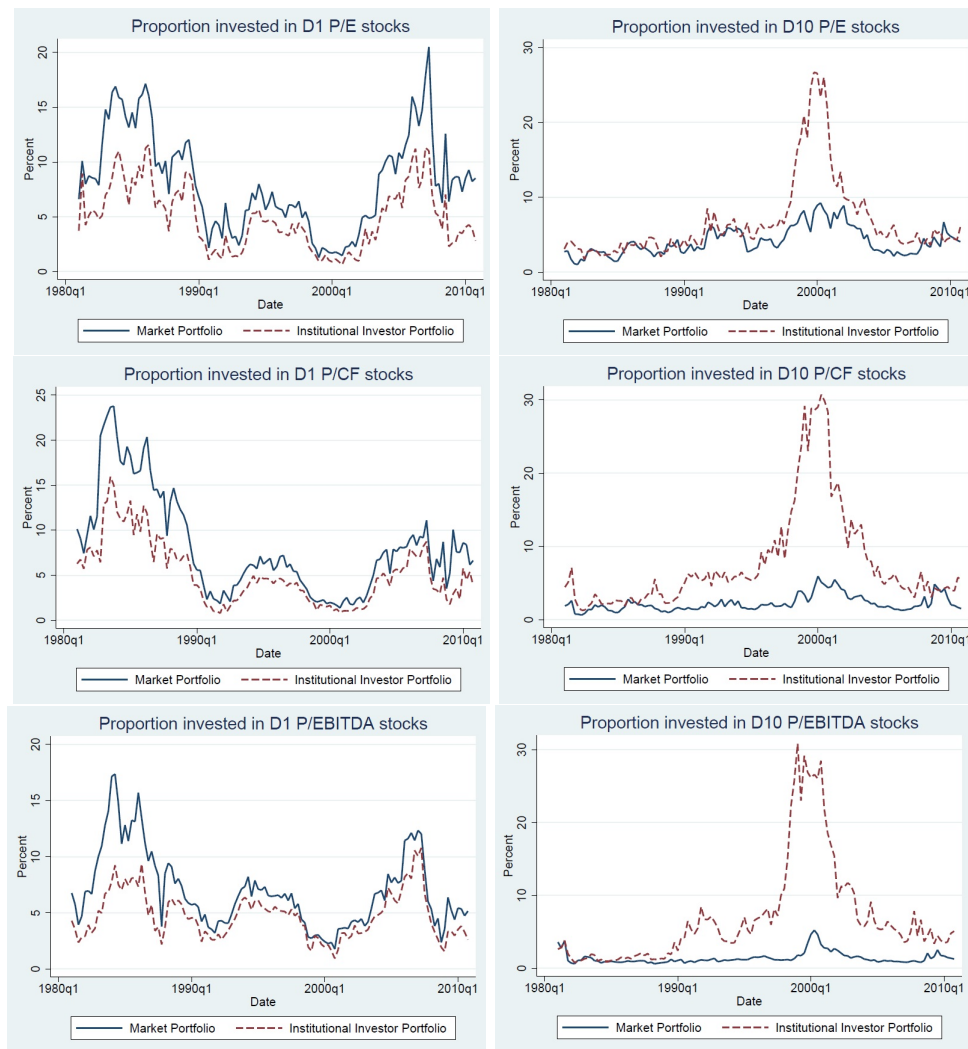 Proportion invested in D1 P/E stocks
Percent
20
15
10
5
0
1980q1 1990q1 2000q1 2010q1
Date
Market Portfolio Institutional Investor Portfolio
Proportion invested in D10 P/E stocks
Percent
30
20
10
0
1980q1 1990q1 2000q1 2010q1
Date
Market Portfolio Institutional Investor Portfolio
Proportion invested in D1 P/CF stocks
Percent
25
20
15
10
5
0
1980q1 1990q1 2000q1 2010q1
Date
Market Portfolio Institutional Investor Portfolio
Proportion invested in D10 P/CF stocks
Percent
30
20
10
0
1980q1 1990q1 2000q1 2010q1
Date
Market Portfolio Institutional Investor Portfolio
Proportion invested in D1 P/EBITDA stocks
Percent
20
15
10
5
0
1980q1 1990q1 2000q1 2010q1
Date
Market Portfolio Institutional Investor Portfolio
Proportion invested in D10 P/EBITDA stocks
Percent
30
20
10
0
1980q1 1990q1 2000q1 2010q1
Date
Market Portfolio Institutional Investor Portfolio